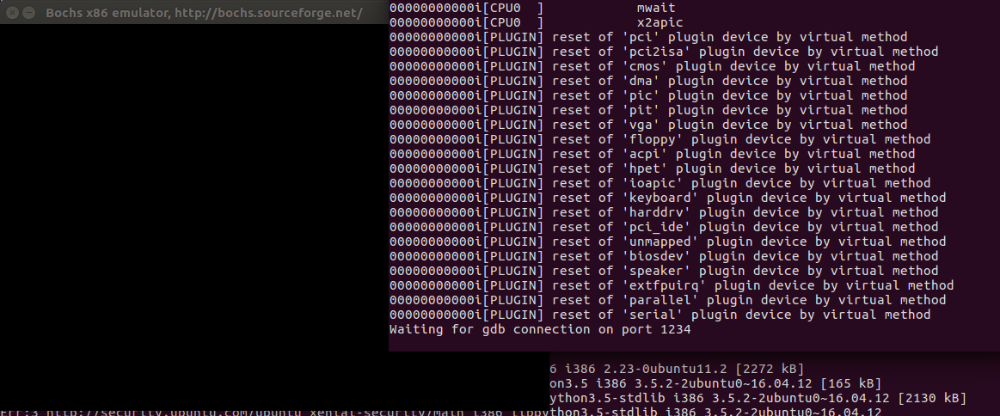 Bochs x86 emulator, http://bochs.sourceforge.net/
00000000000i[CPU0  ]            mwait
00000000000i[CPU0  ]            x2apic
00000000000i[PLUGIN] reset of 'pci' plugin device by virtual method
00000000000i[PLUGIN] reset of 'pci2isa' plugin device by virtual method
00000000000i[PLUGIN] reset of 'cmos' plugin device by virtual method
00000000000i[PLUGIN] reset of 'dma' plugin device by virtual method
00000000000i[PLUGIN] reset of 'pic' plugin device by virtual method
00000000000i[PLUGIN] reset of 'pit' plugin device by virtual method
00000000000i[PLUGIN] reset of 'vga' plugin device by virtual method
00000000000i[PLUGIN] reset of 'floppy' plugin device by virtual method
00000000000i[PLUGIN] reset of 'acpi' plugin device by virtual method
00000000000i[PLUGIN] reset of 'hpet' plugin device by virtual method
00000000000i[PLUGIN] reset of 'ioapic' plugin device by virtual method
00000000000i[PLUGIN] reset of 'keyboard' plugin device by virtual method
00000000000i[PLUGIN] reset of 'harddrv' plugin device by virtual method
00000000000i[PLUGIN] reset of 'pci_ide' plugin device by virtual method
00000000000i[PLUGIN] reset of 'unmapped' plugin device by virtual method
00000000000i[PLUGIN] reset of 'biosdev' plugin device by virtual method
00000000000i[PLUGIN] reset of 'speaker' plugin device by virtual method
00000000000i[PLUGIN] reset of 'extfpuirq' plugin device by virtual method
00000000000i[PLUGIN] reset of 'parallel' plugin device by virtual method
00000000000i[PLUGIN] reset of 'serial' plugin device by virtual method
Waiting for gdb connection on port 1234
6 i386 2.23-0ubuntu11.2 [2272 kB]
on3.5 i386 3.5.2-2ubuntu0~16.04.12 [165 kB]
ython3.5-stdlib i386 3.5.2-2ubuntu0~16.04.12 [2130 kB]
Err:3 http://security.ubuntu.com/ubuntu xenial-security/main i386 libpython3.5-stdlib i386 3.5.2-2ubuntu0~16.04.12